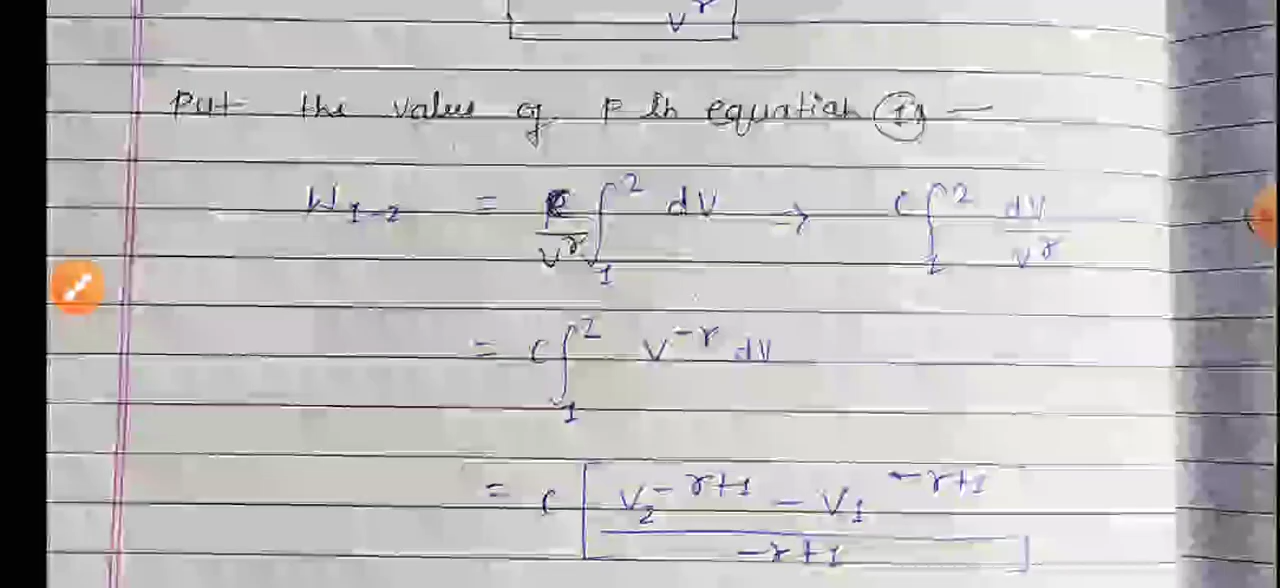 v^γ
Put the value of P in equation
W₁₋₂ = C/v^γ ∫₁² dV → C ∫₁² dV/v^γ
= C ∫₁² V^-γ dV
= C [V₂^-γ+1 - V₁^-γ+1 / -γ+1]